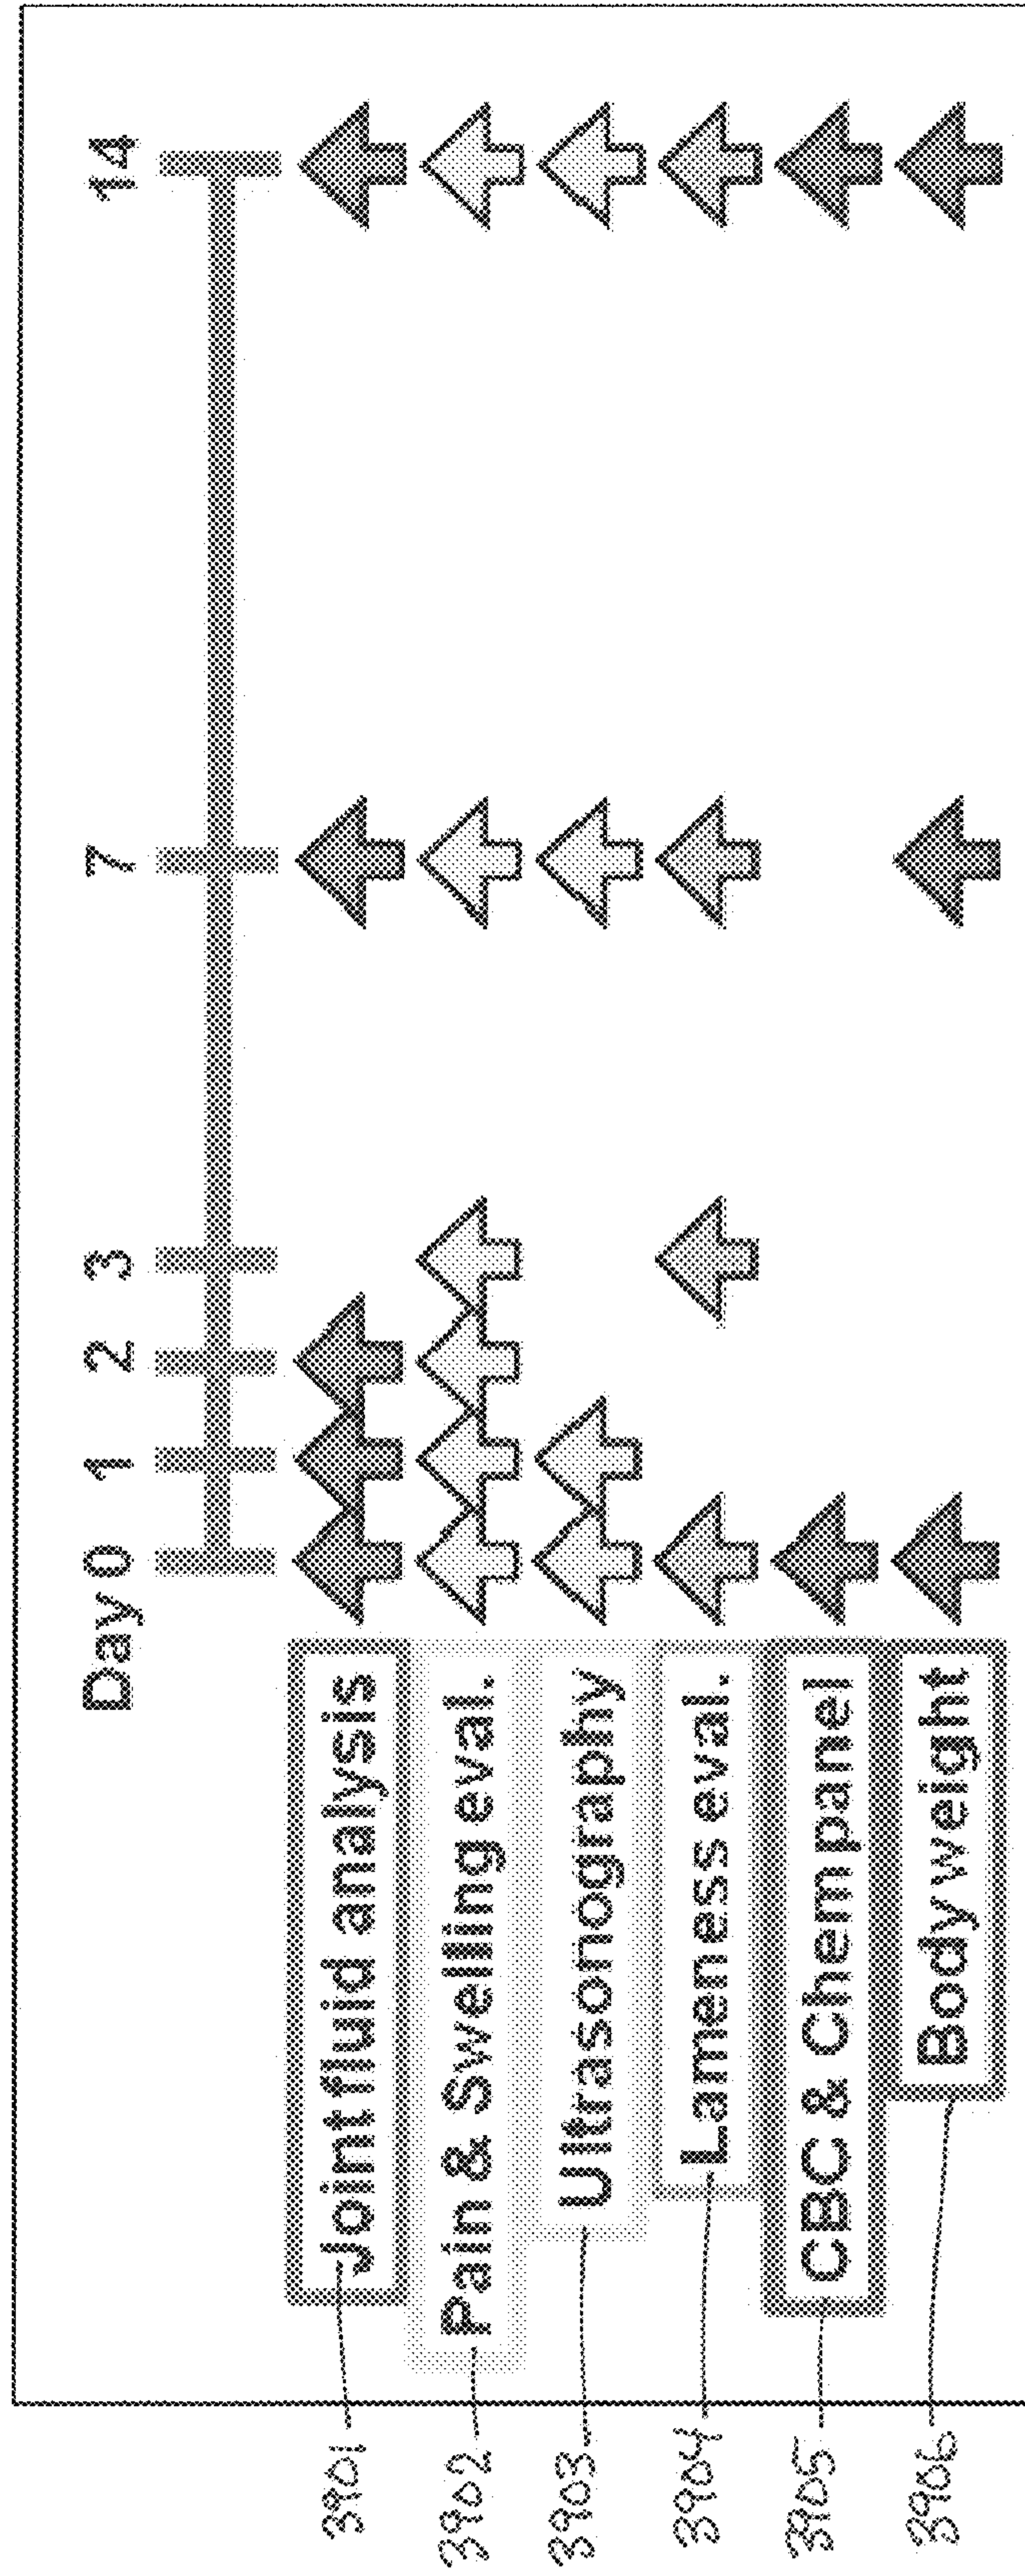 Day 0 1 2 3 7 14
3901 Joint fluid analysis
3902 Pain & Swelling eval.
3903 Ultrasonography
3904 Lameness eval.
3905 CBC & Chem panel
3906 Body weight